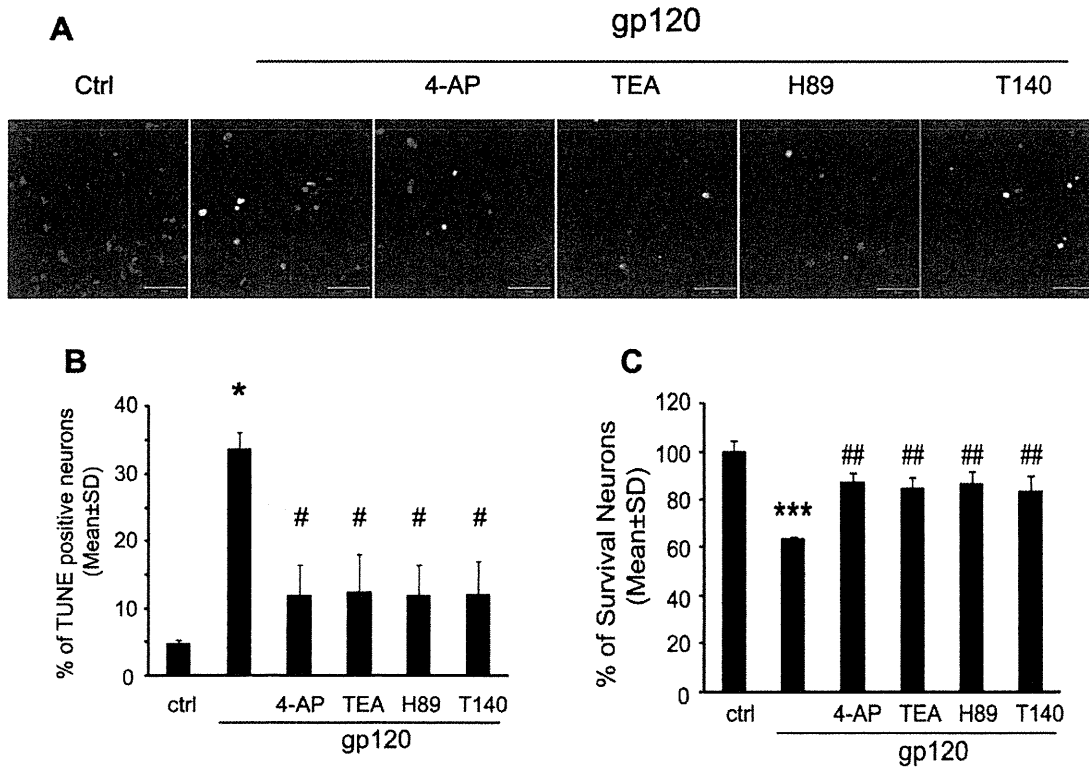 A
gp120
Ctrl 4-AP TEA H89 T140
B
% of TUNE positive neurons
(Mean±SD)
40
30
20
10
0
*
# # # #
ctrl 4-AP TEA H89 T140
gp120
C
% of Survival Neurons
(Mean±SD)
120
100
80
60
40
20
0
***
## ## ## ##
ctrl 4-AP TEA H89 T140
gp120